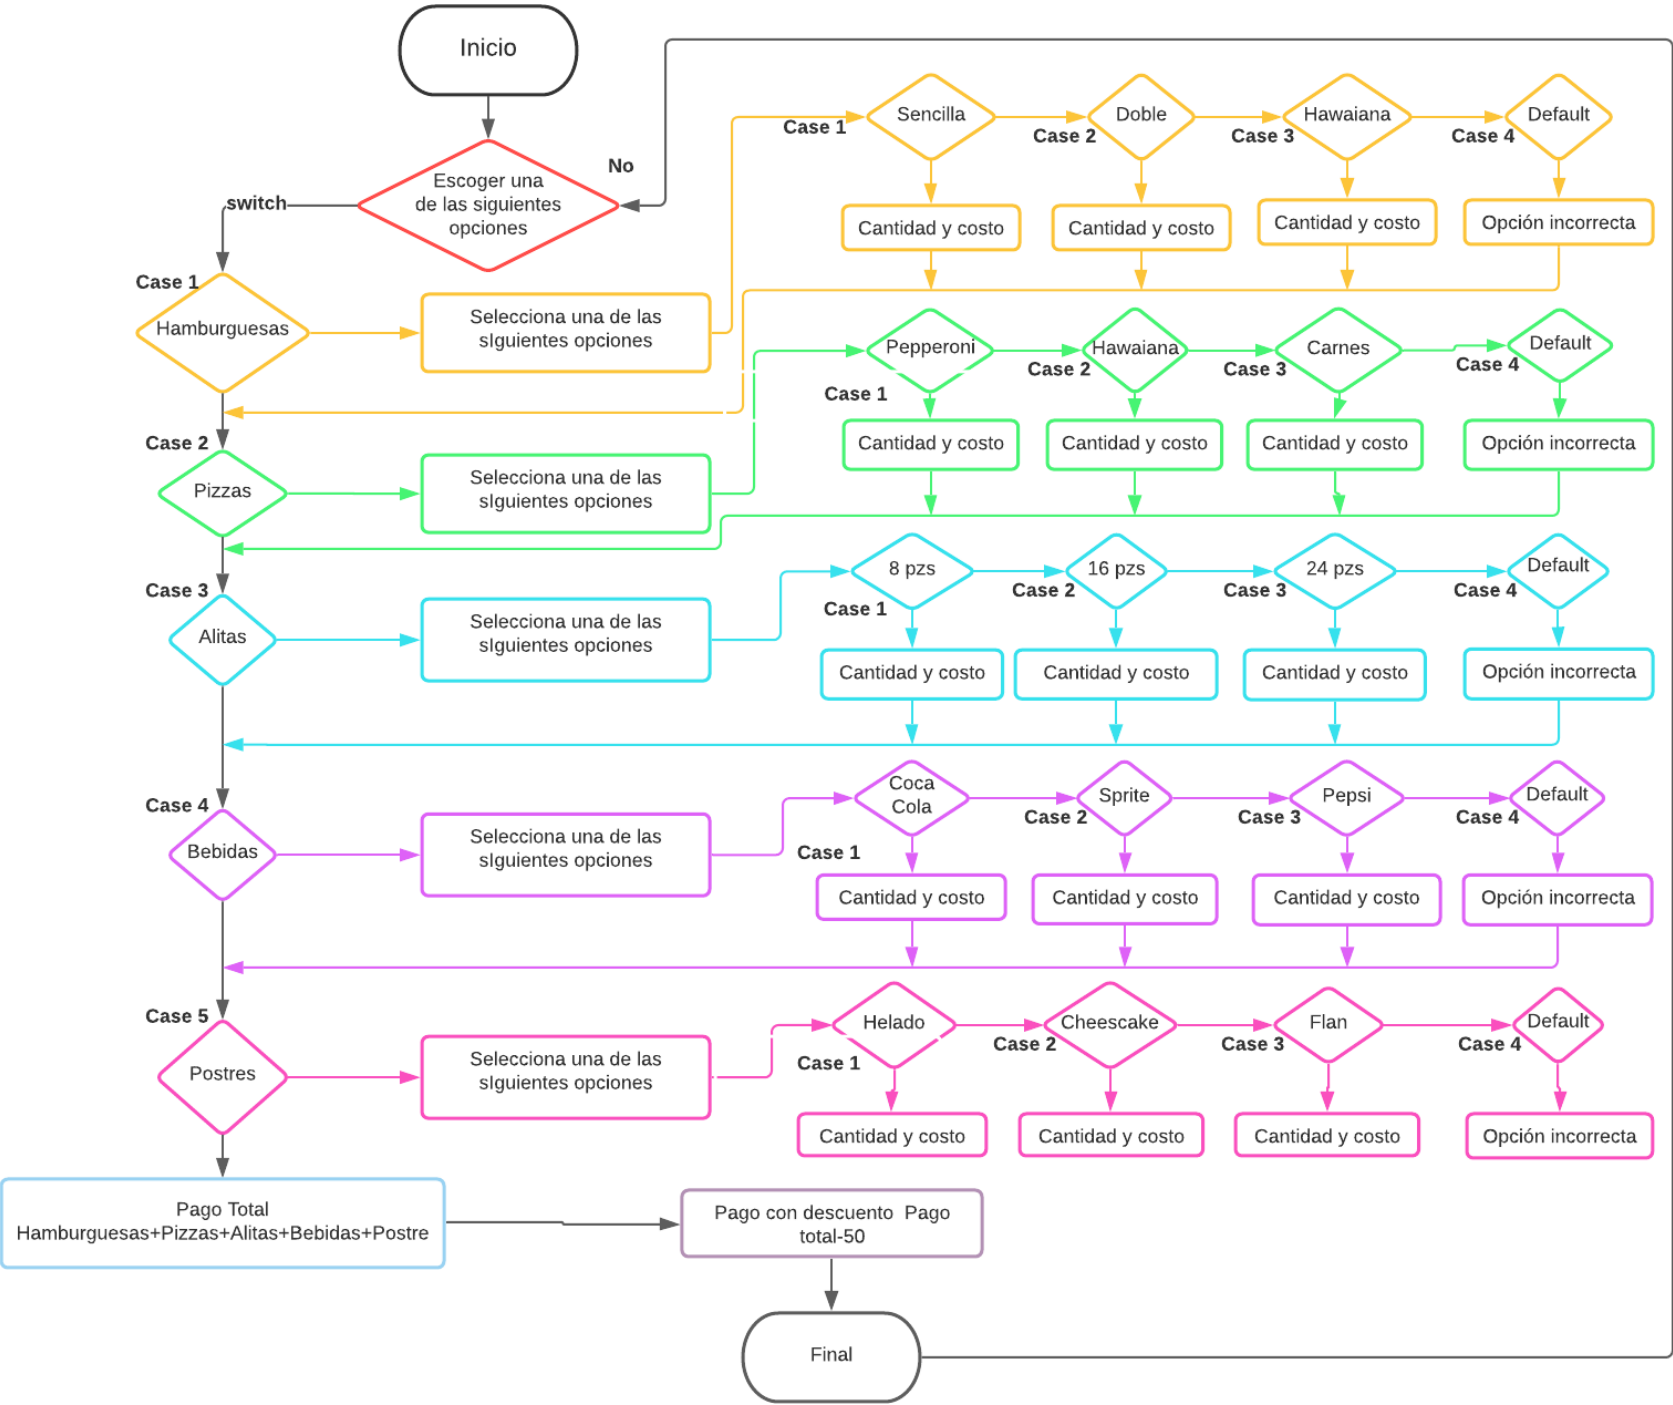 Inicio
No
Escoger una
de las siguientes
opciones
switch
Case 1
Hamburguesas
Selecciona una de las
sIguientes opciones
Case 1
Sencilla
Case 2
Doble
Case 3
Hawaiana
Case 4
Default
Cantidad y costo
Cantidad y costo
Cantidad y costo
Opción incorrecta
Case 2
Pizzas
Selecciona una de las
sIguientes opciones
Case 1
Pepperoni
Case 2
Hawaiana
Case 3
Carnes
Case 4
Default
Cantidad y costo
Cantidad y costo
Cantidad y costo
Opción incorrecta
Case 3
Alitas
Selecciona una de las
sIguientes opciones
Case 1
8 pzs
Case 2
16 pzs
Case 3
24 pzs
Case 4
Default
Cantidad y costo
Cantidad y costo
Cantidad y costo
Opción incorrecta
Case 4
Bebidas
Selecciona una de las
sIguientes opciones
Case 1
Coca
Cola
Case 2
Sprite
Case 3
Pepsi
Case 4
Default
Cantidad y costo
Cantidad y costo
Cantidad y costo
Opción incorrecta
Case 5
Postres
Selecciona una de las
sIguientes opciones
Case 1
Helado
Case 2
Cheescake
Case 3
Flan
Case 4
Default
Cantidad y costo
Cantidad y costo
Cantidad y costo
Opción incorrecta
Pago Total
Hamburguesas+Pizzas+Alitas+Bebidas+Postre
Pago con descuento  Pago
total-50
Final